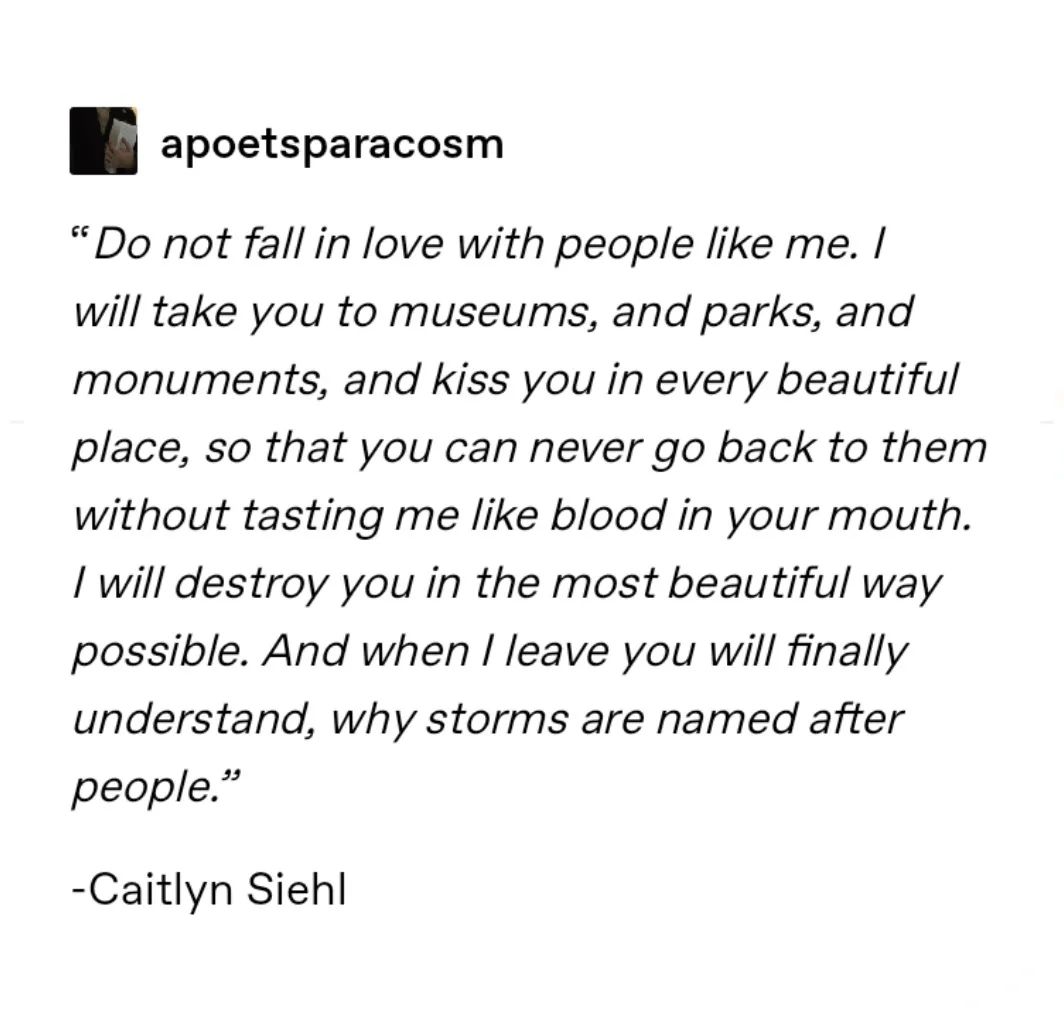 apoetsparacosm
“Do not fall in love with people like me. I
will take you to museums, and parks, and
monuments, and kiss you in every beautiful
place, so that you can never go back to them
without tasting me like blood in your mouth.
I will destroy you in the most beautiful way
possible. And when I leave you will finally
understand, why storms are named after
people.”
-Caitlyn Siehl